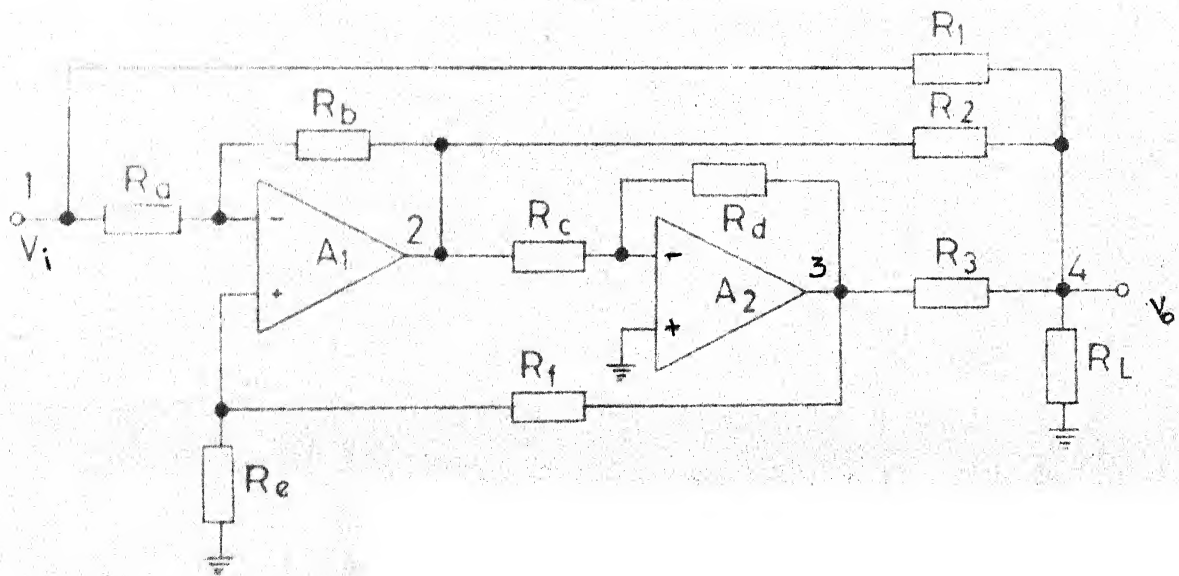 R1
R2
Rb
1
Ra
Vi
-
A1
+
2
Rc
Rd
-
A2
+
3
R3
4
Vo
RL
Rf
Re